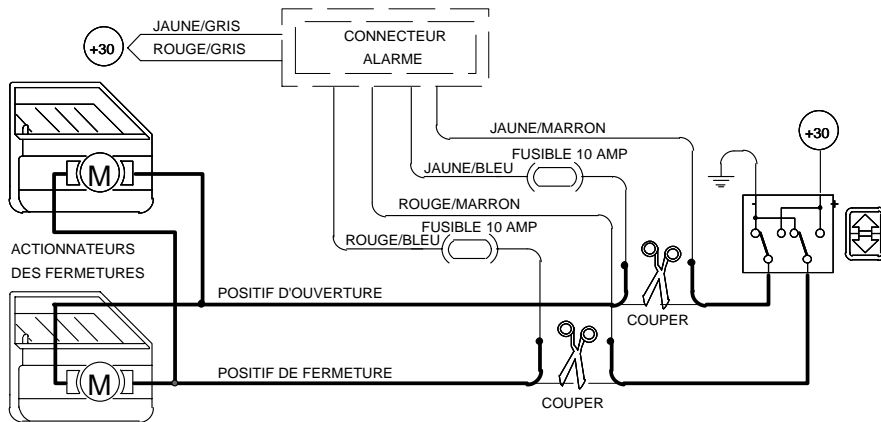 JAUNE/GRIS
ROUGE/GRIS
+30
CONNECTEUR
ALARME
JAUNE/MARRON
+30
FUSIBLE 10 AMP
JAUNE/BLEU
ROUGE/MARRON
FUSIBLE 10 AMP
ROUGE/BLEU
M
- +
ACTIONNATEURS
DES FERMETURES
POSITIF D'OUVERTURE
COUPER
M
POSITIF DE FERMETURE
COUPER